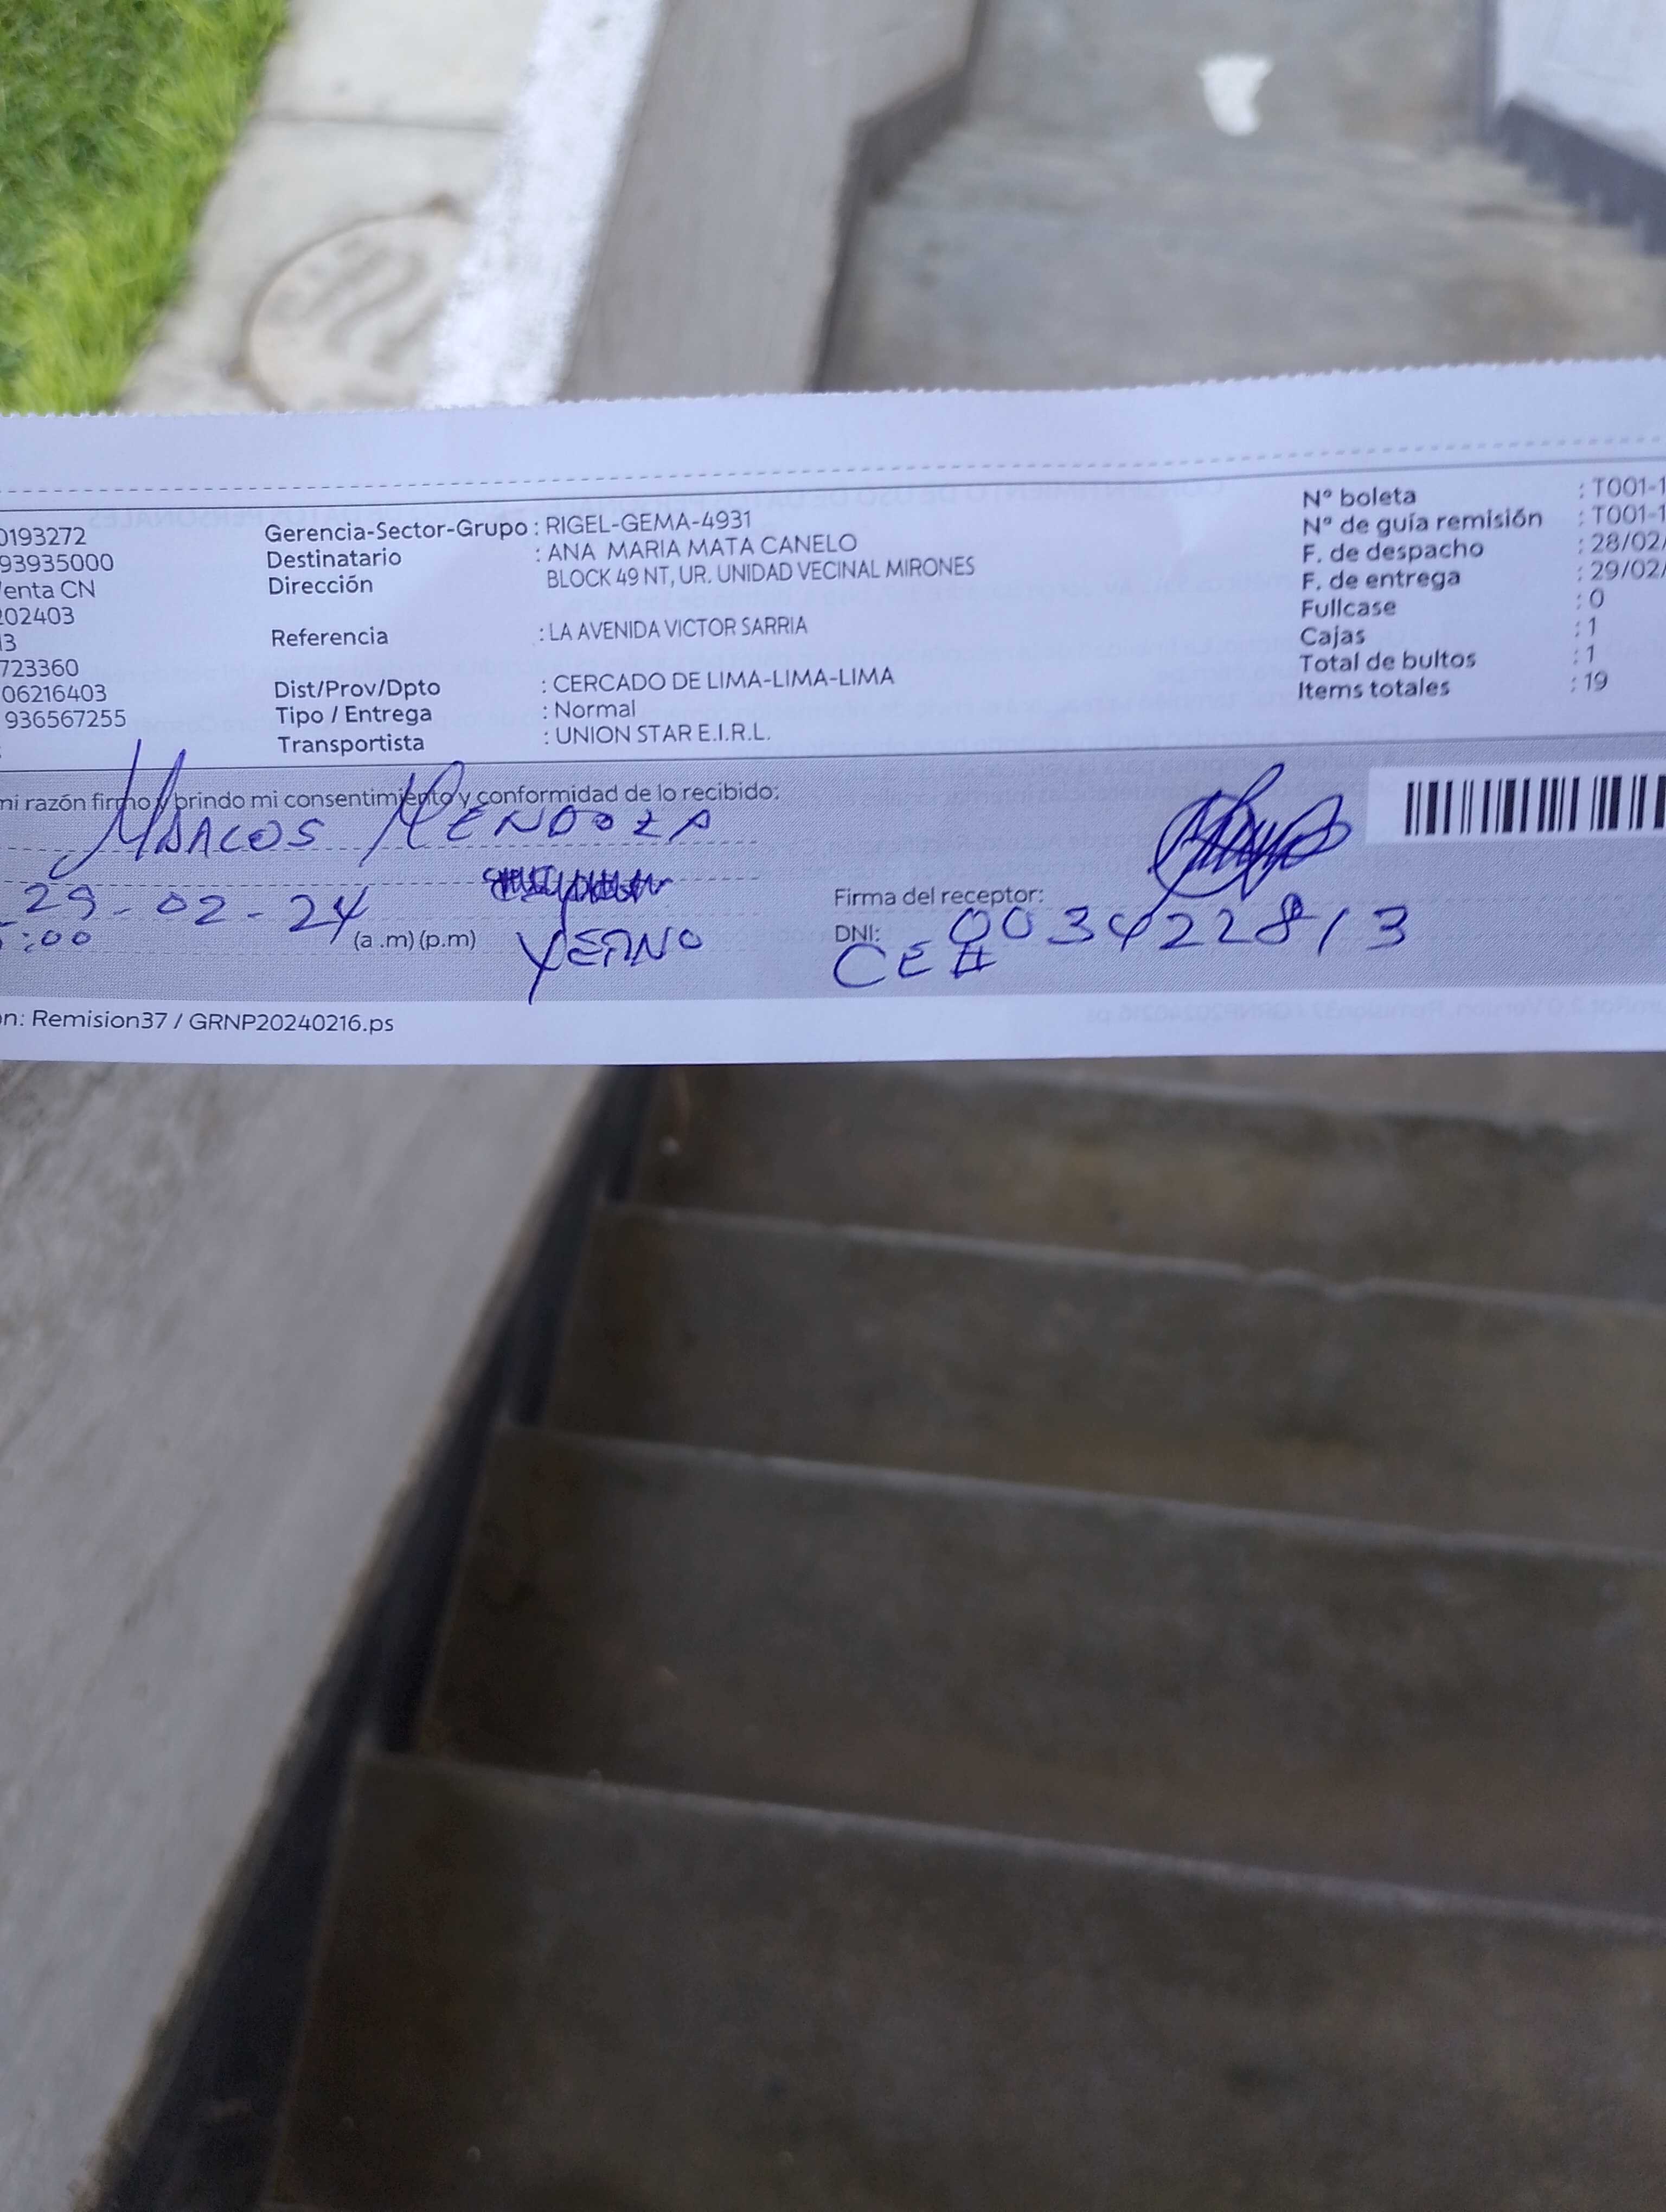 0193272
93935000
enta CN
202403
13
723360
06216403
936567255
Gerencia-Sector-Grupo : RIGEL-GEMA-4931
Destinatario : ANA MARIA MATA CANELO
Dirección BLOCK 49 NT, UR. UNIDAD VECINAL MIRONES
Referencia : LA AVENIDA VICTOR SARRIA
Dist/Prov/Dpto : CERCADO DE LIMA-LIMA-LIMA
Tipo / Entrega : Normal
Transportista : UNION STAR E.I.R.L.
N° boleta : T001-1
N° de guía remisión : T001-1
F. de despacho : 28/02/
F. de entrega : 29/02/
Fullcase : 0
Cajas : 1
Total de bultos : 1
Items totales : 19
mi razón firmo y brindo mi consentimiento y conformidad de lo recibido:
MARCOS MENDOZA
29-02-24
:00 (a .m) (p.m) YERNO
Firma del receptor:
DNI: CE # 003422813
n: Remision37 / GRNP20240216.ps